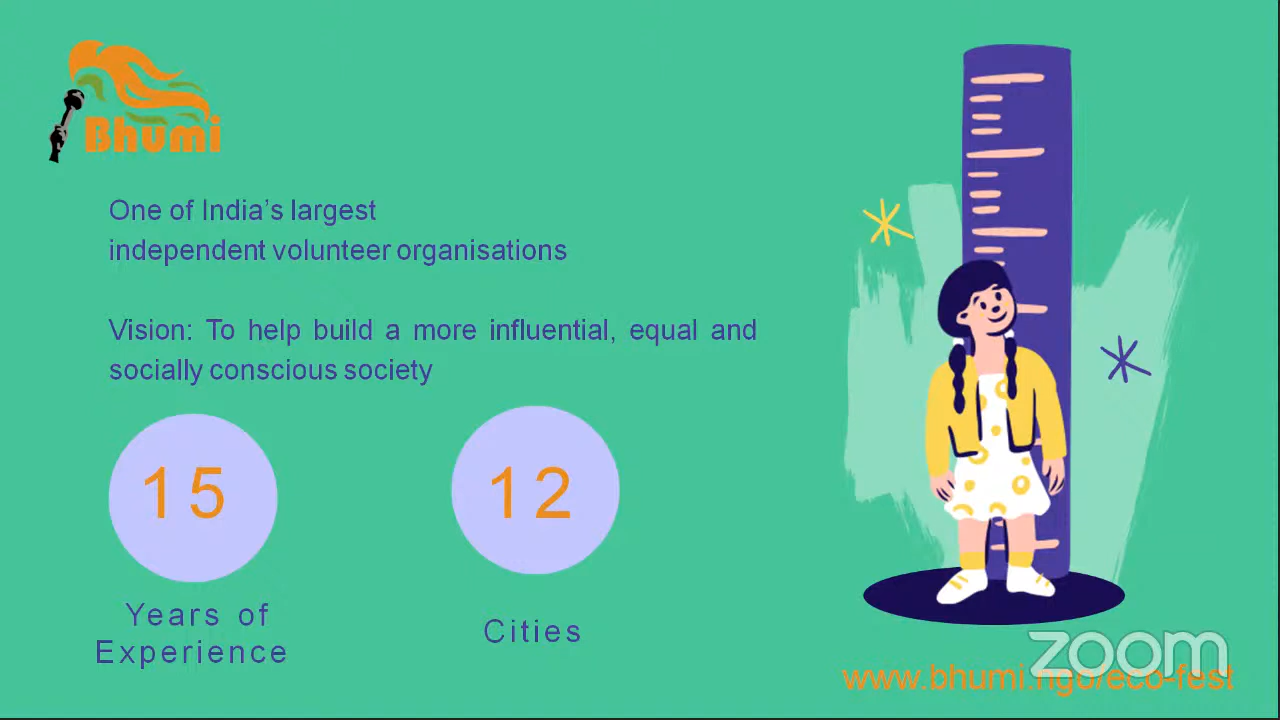 Bhumi
One of India's largest
independent volunteer organisations
Vision: To help build a more influential, equal and
socially conscious society
15
12
Years of
Experience
Cities
zoom
www.bhumi.ngo/eco-fest